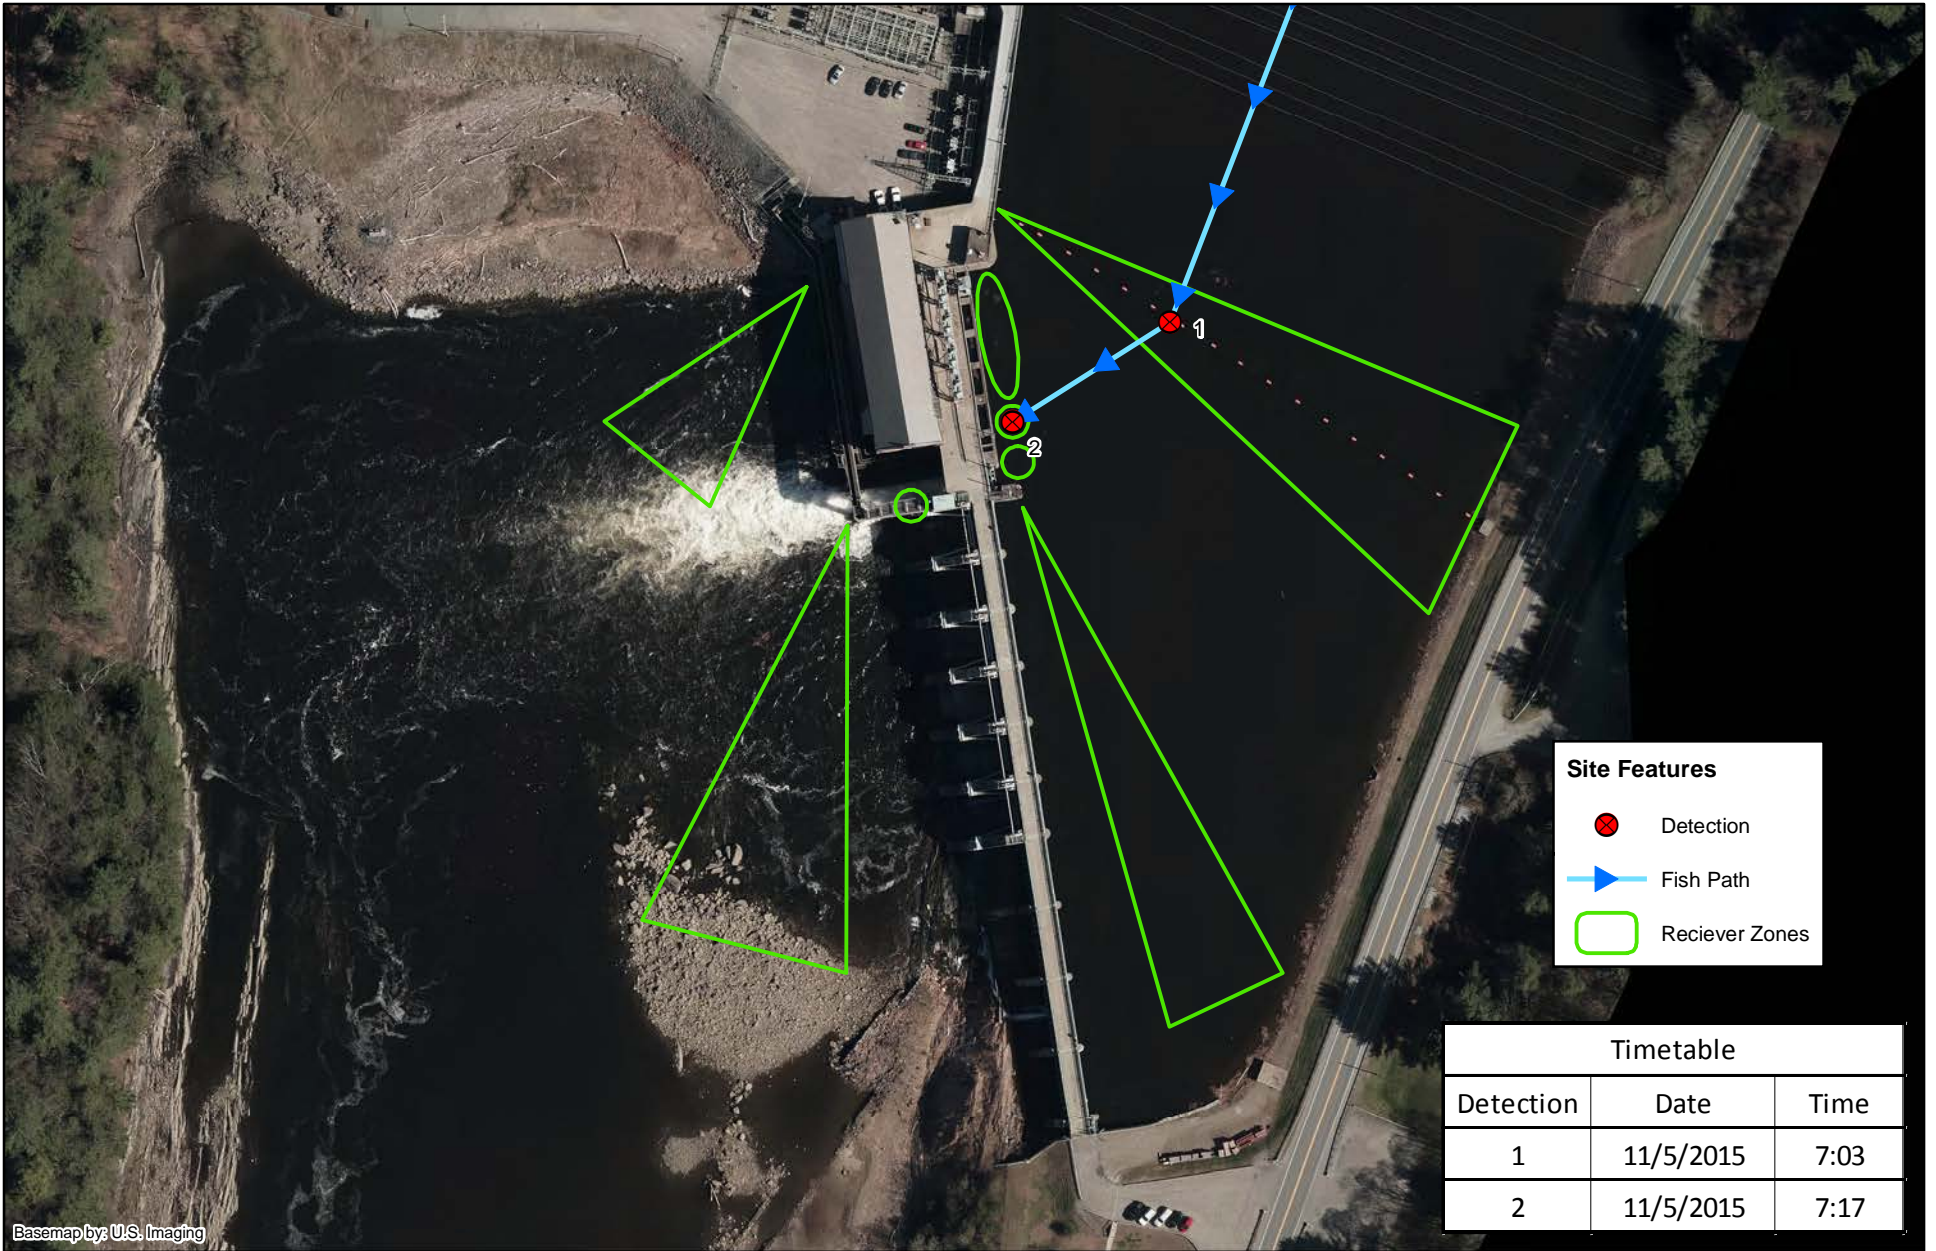 1
2
Site Features
Detection
Fish Path
Reciever Zones
Timetable
Detection Date Time
1 11/5/2015 7:03
2 11/5/2015 7:17
Basemap by: U.S. Imaging